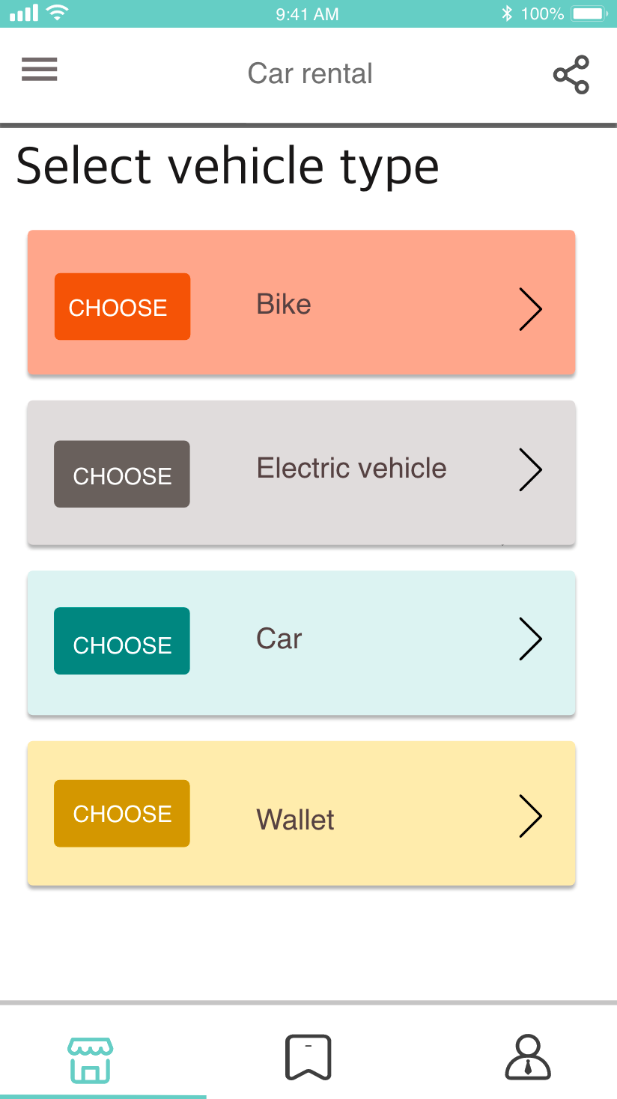 9:41 AM 100%
Car rental
Select vehicle type
CHOOSE Bike
CHOOSE Electric vehicle
CHOOSE Car
CHOOSE Wallet